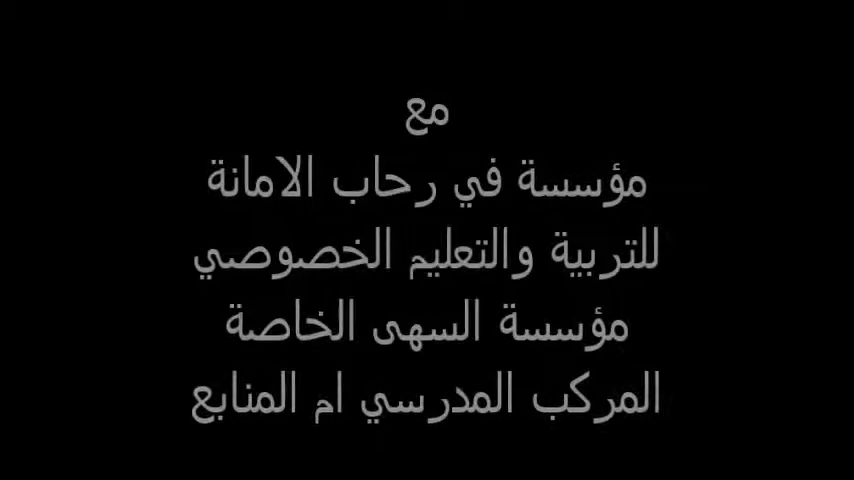 مع
مؤسسة في رحاب الامانة
للتربية والتعليم الخصوصي
مؤسسة السهى الخاصة
المركب المدرسي ام المنابع